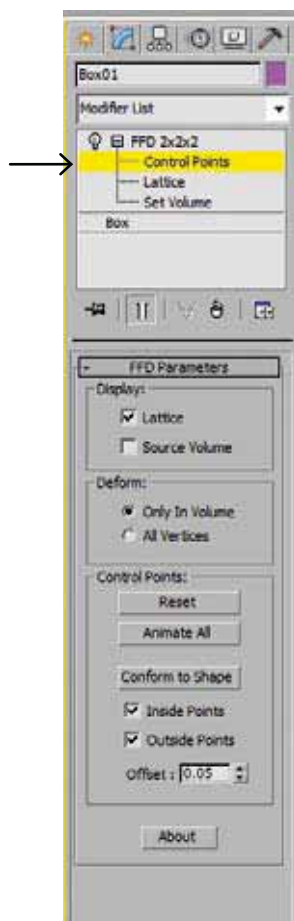 Box01
Modifier List
FFD 2x2x2
Control Points
Lattice
Set Volume
Box
- FFD Parameters
Display:
Lattice
Source Volume
Deform:
Only In Volume
All Vertices
Control Points:
Reset
Animate All
Conform to Shape
Inside Points
Outside Points
Offset : 0.05
About